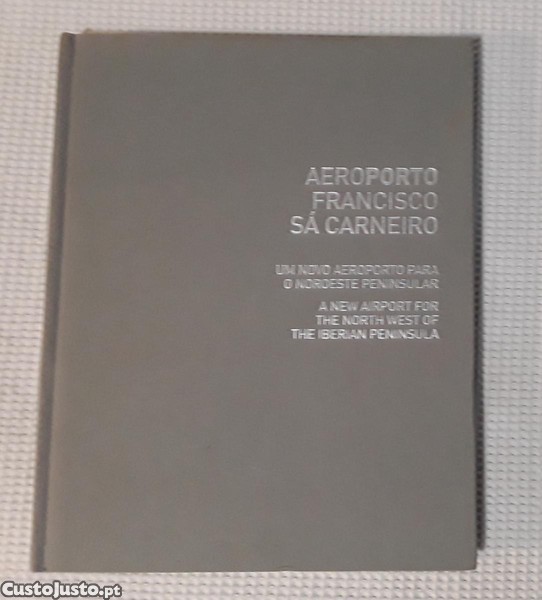 AEROPORTO
FRANCISCO
SÁ CARNEIRO
UM NOVO AEROPORTO PARA
O NOROESTE PENINSULAR
A NEW AIRPORT FOR
THE NORTH WEST OF
THE IBERIAN PENINSULA
CustoJusto.pt